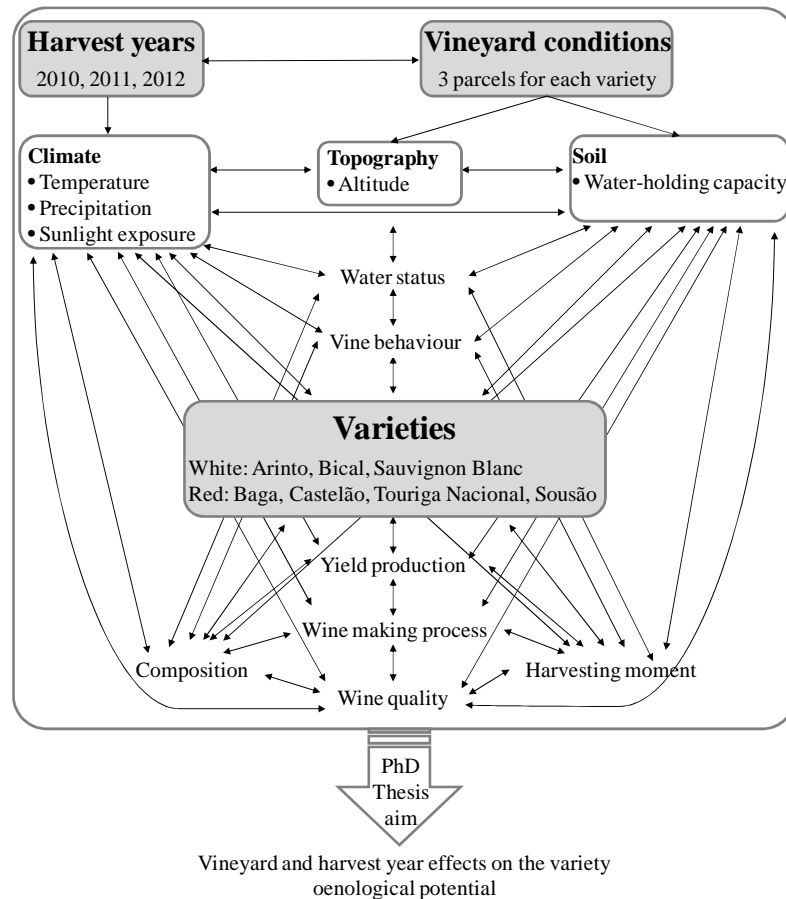 Harvest years
2010, 2011, 2012
Vineyard conditions
3 parcels for each variety
Climate
• Temperature
• Precipitation
• Sunlight exposure
Topography
• Altitude
Soil
• Water-holding capacity
Water status
Vine behaviour
Varieties
White: Arinto, Bical, Sauvignon Blanc
Red: Baga, Castelão, Touriga Nacional, Sousão
Yield production
Wine making process
Composition
Harvesting moment
Wine quality
PhD
Thesis
aim
Vineyard and harvest year effects on the variety
oenological potential